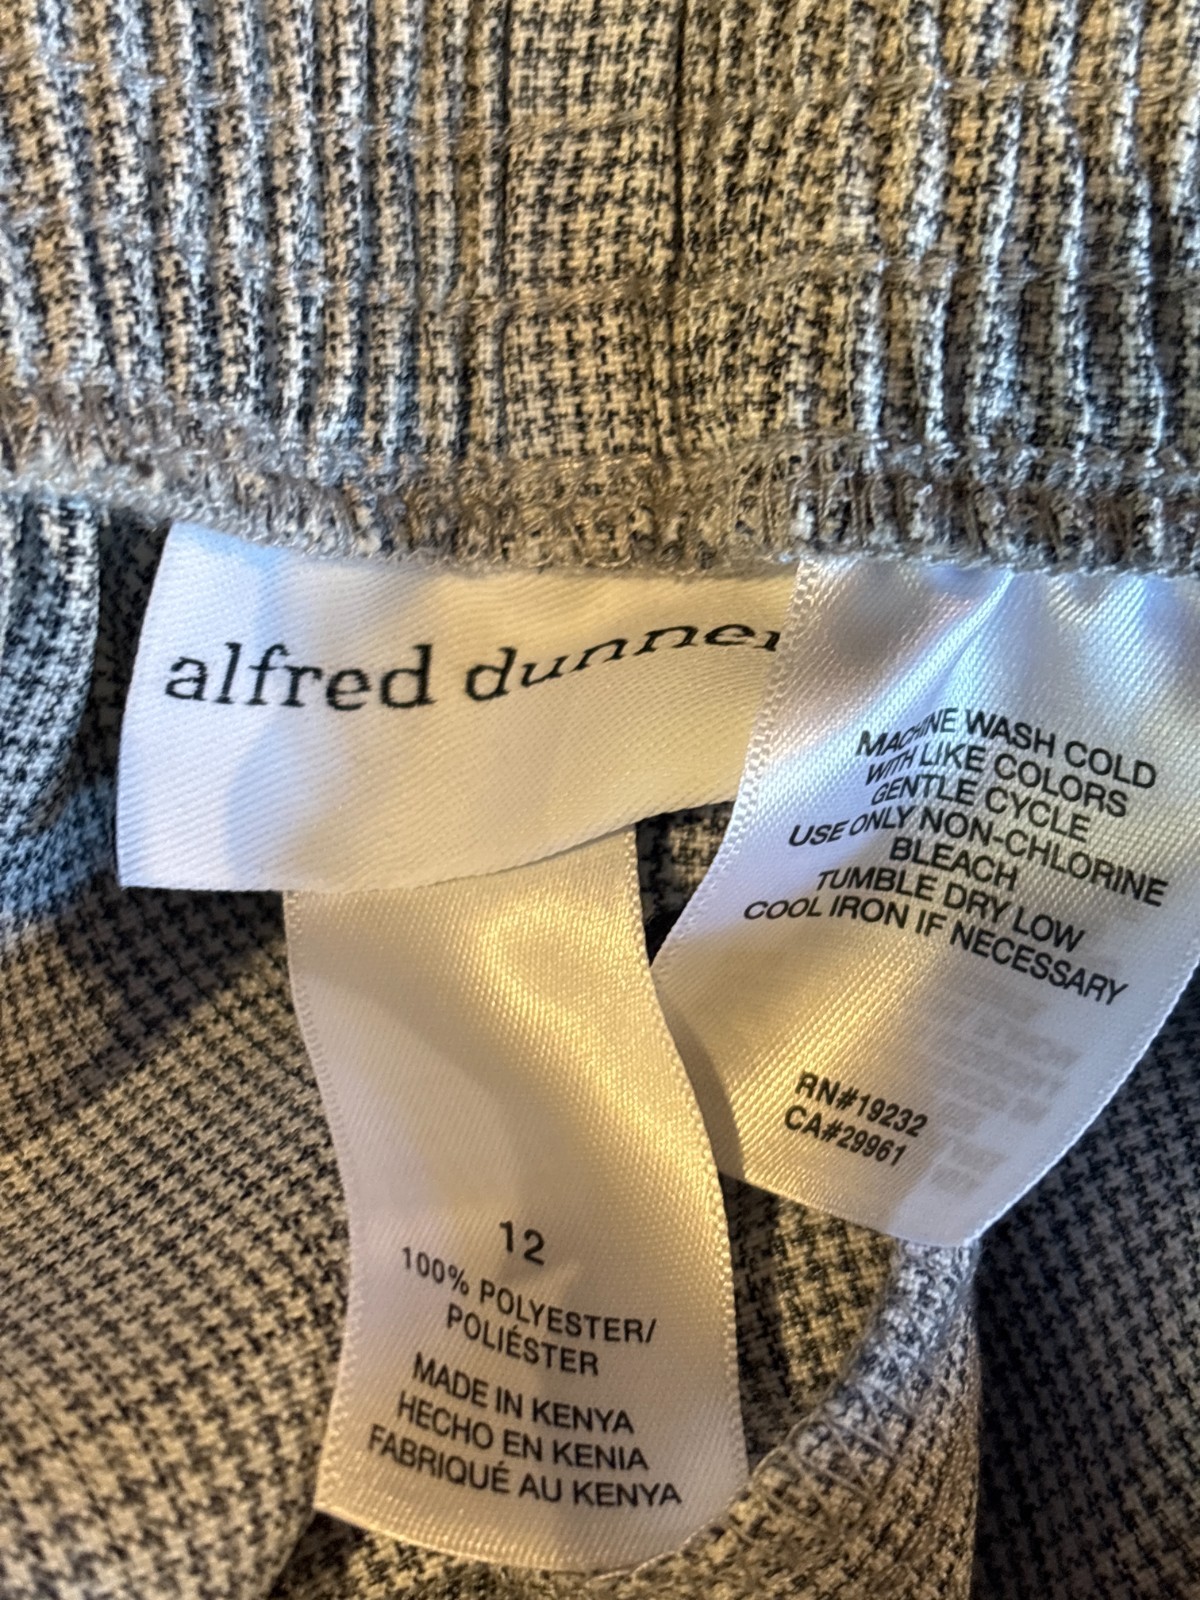 alfred dunner
MACHINE WASH COLD
WITH LIKE COLORS
GENTLE CYCLE
USE ONLY NON-CHLORINE
BLEACH
TUMBLE DRY LOW
COOL IRON IF NECESSARY
RN#19232
CA#29961
12
100% POLYESTER/
POLIÉSTER
MADE IN KENYA
HECHO EN KENIA
FABRIQUÉ AU KENYA